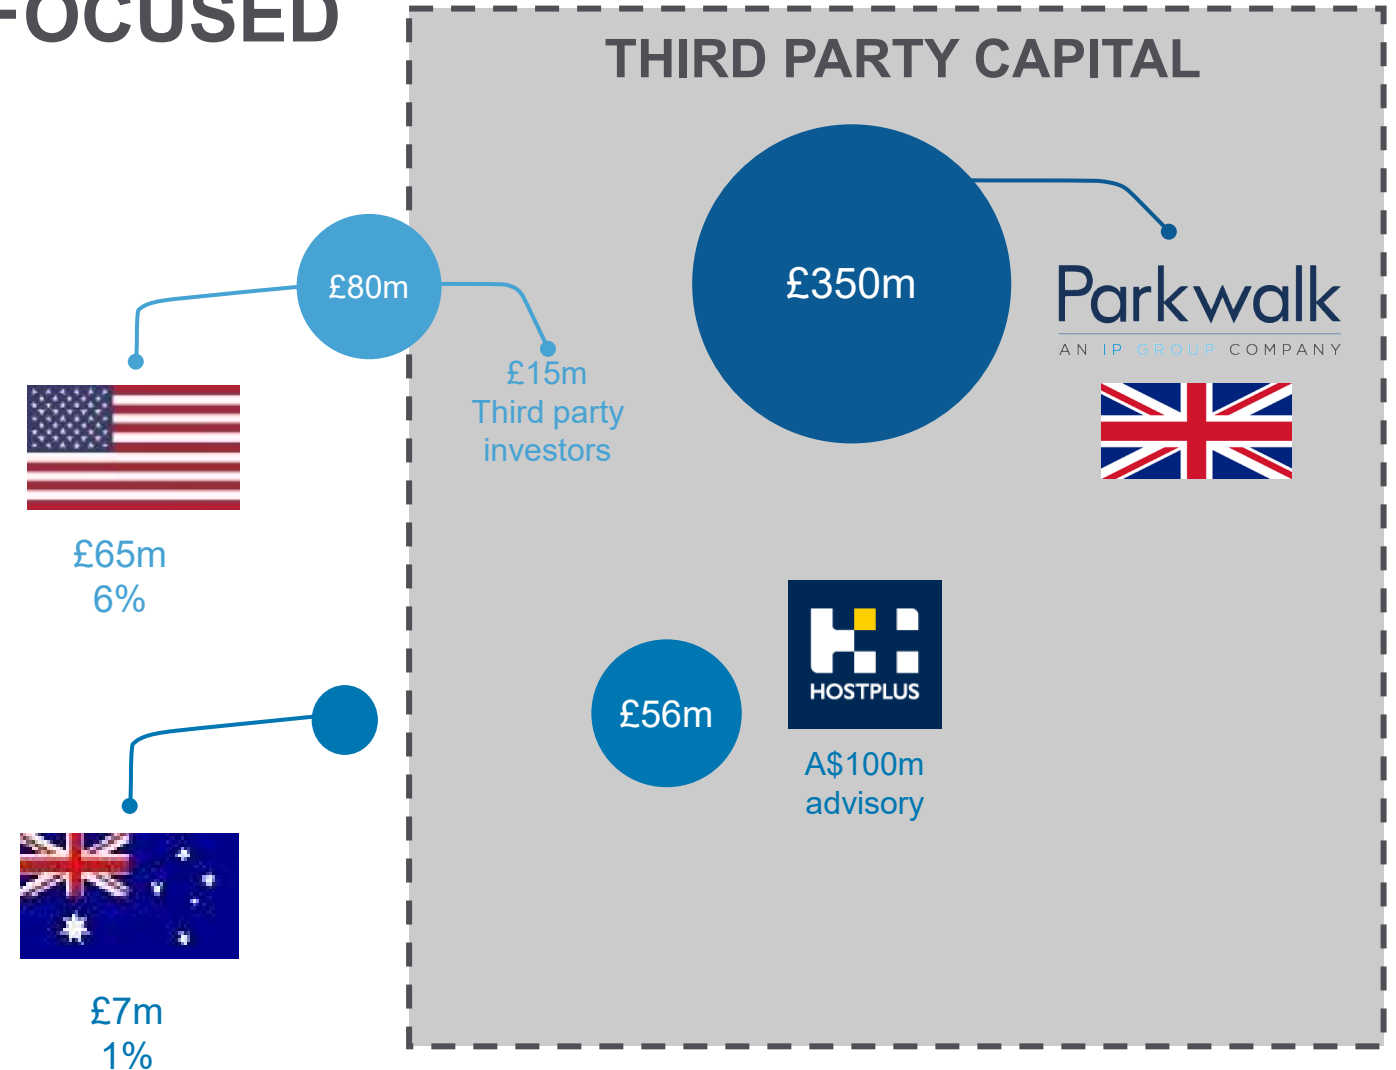 FOCUSED
THIRD PARTY CAPITAL
£80m
£350m
Parkwalk
AN IP GROUP COMPANY
£15m
Third party
investors
£65m
6%
HOSTPLUS
£56m
A$100m
advisory
£7m
1%